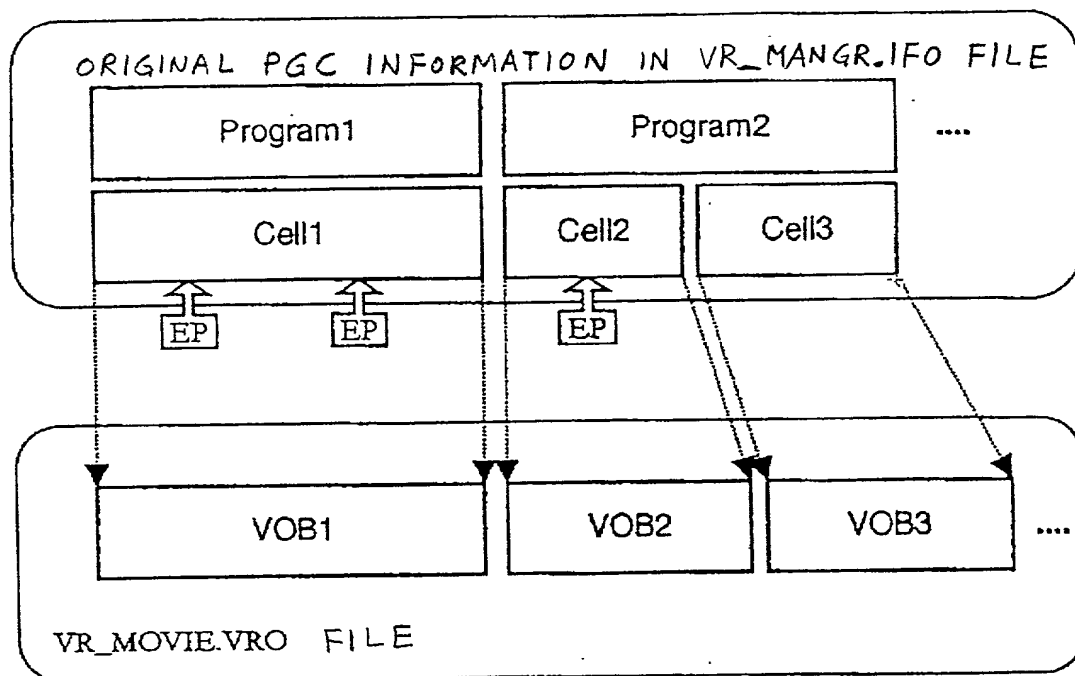 ORIGINAL PGC INFORMATION IN VR_MANGR.IFO FILE
Program1 Program2 ....
Cell1 Cell2 Cell3
EP EP EP
VOB1 VOB2 VOB3 ....
VR_MOVIE.VRO FILE